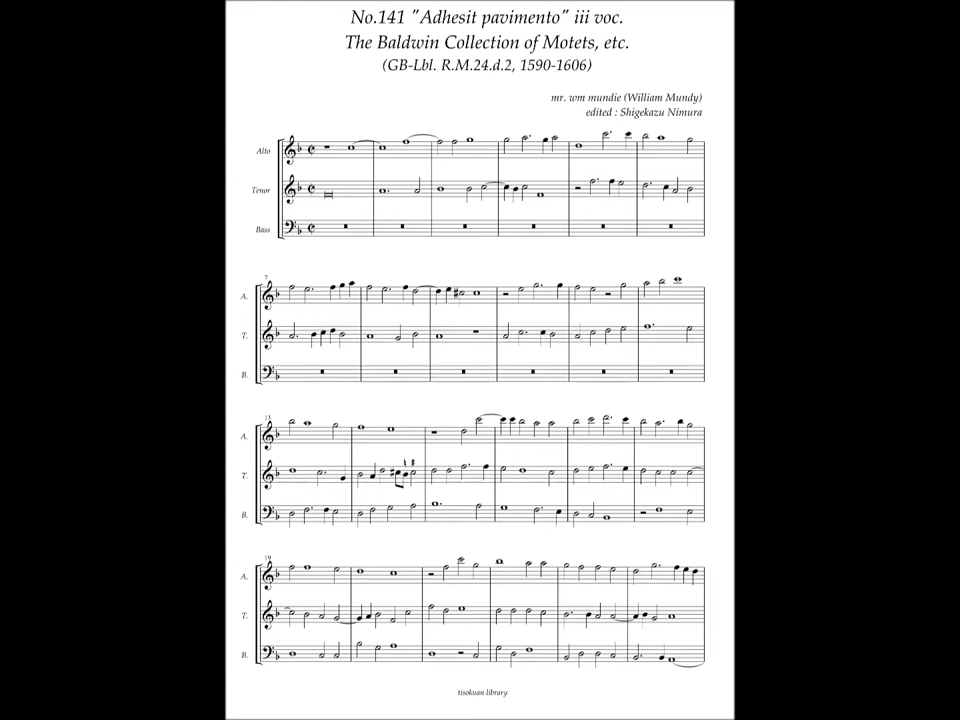 No.141 "Adhesit pavimento" iii voc.
The Baldwin Collection of Motets, etc.
(GB-Lbl. R.M.24.d.2, 1590-1606)
mr. wm mundie (William Mundy)
edited : Shigekazu Nimura
Alto
Tenor
Bass
7
A.
T.
B.
13
A.
T.
B.
19
A.
T.
B.
tisokuan library